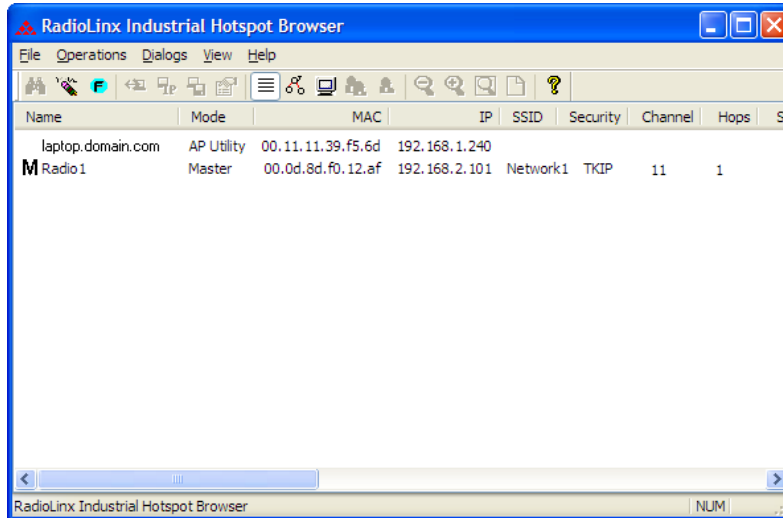 RadioLinx Industrial Hotspot Browser
File Operations Dialogs View Help
F P ?
Name Mode MAC IP SSID Security Channel Hops S
laptop.domain.com AP Utility 00.11.11.39.f5.6d 192.168.1.240
M Radio1 Master 00.0d.8d.f0.12.af 192.168.2.101 Network1 TKIP 11 1
RadioLinx Industrial Hotspot Browser NUM